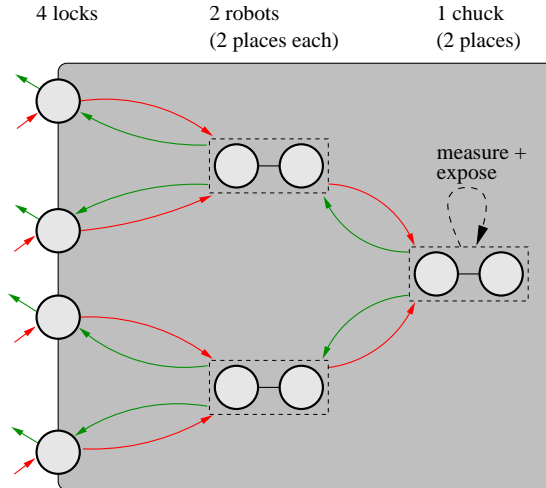 4 locks
2 robots
(2 places each)
1 chuck
(2 places)
measure +
expose